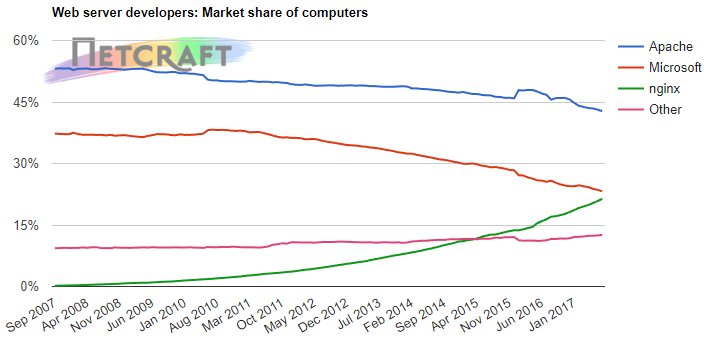 Web server developers: Market share of computers
NETCRAFT
60%
45%
30%
15%
0%
Apache
Microsoft
nginx
Other
Sep 2007
Apr 2008
Nov 2008
Jun 2009
Jan 2010
Aug 2010
Mar 2011
Oct 2011
May 2012
Dec 2012
Jul 2013
Feb 2014
Sep 2014
Apr 2015
Nov 2015
Jun 2016
Jan 2017